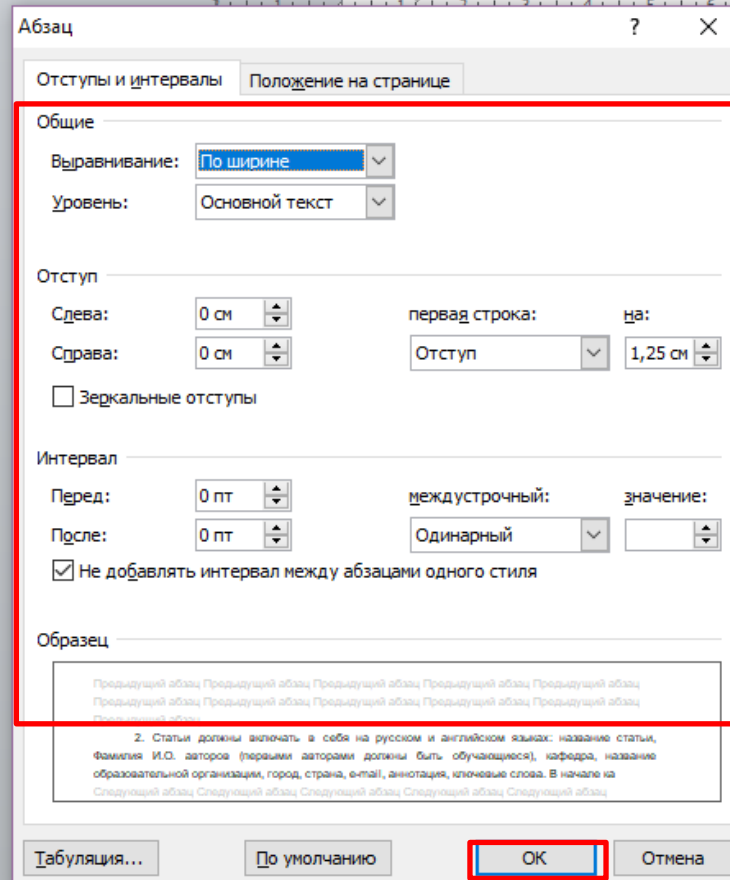 Абзац ? ×
Отступы и интервалы Положение на странице
Общие
Выравнивание: По ширине
Уровень: Основной текст
Отступ
Слева: 0 см первая строка: на:
Справа: 0 см Отступ 1,25 см
Зеркальные отступы
Интервал
Перед: 0 пт междустрочный: значение:
После: 0 пт Одинарный
Не добавлять интервал между абзацами одного стиля
Образец
Предыдущий абзац Предыдущий абзац Предыдущий абзац Предыдущий абзац Предыдущий абзац
Предыдущий абзац Предыдущий абзац Предыдущий абзац Предыдущий абзац Предыдущий абзац
Предыдущий абзац
2. Статьи должны включать в себя на русском и английском языках: название статьи,
Фамилия И.О. авторов (первыми авторами должны быть обучающиеся), кафедра, название
образовательной организации, город, страна, e-mail, аннотация, ключевые слова. В начале ка
Следующий абзац Следующий абзац Следующий абзац Следующий абзац Следующий абзац
Табуляция... По умолчанию ОК Отмена